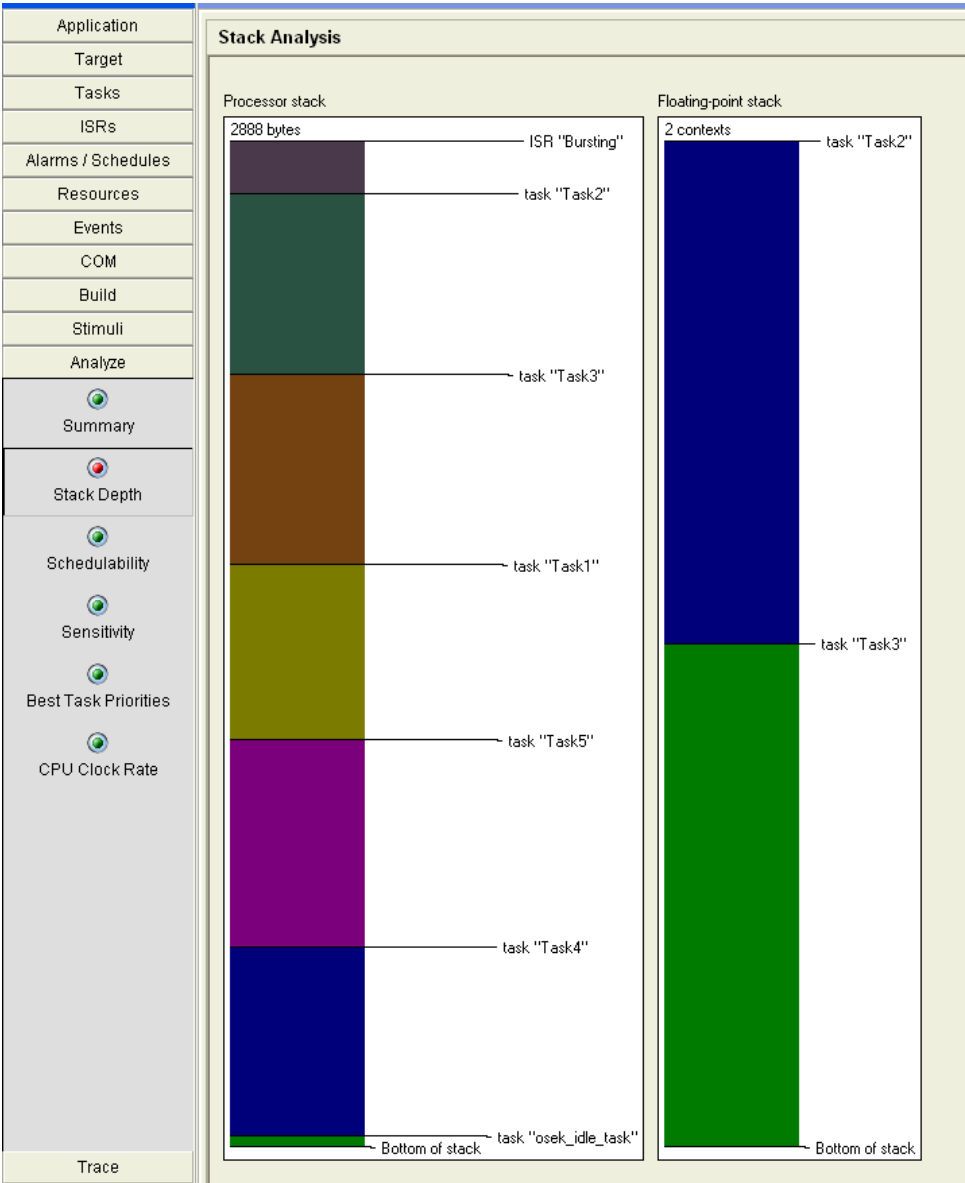 Application
Target
Tasks
ISRs
Alarms / Schedules
Resources
Events
COM
Build
Stimuli
Analyze
Summary
Stack Depth
Schedulability
Sensitivity
Best Task Priorities
CPU Clock Rate
Trace
Stack Analysis
Processor stack
2888 bytes
ISR "Bursting"
task "Task2"
task "Task3"
task "Task1"
task "Task5"
task "Task4"
task "osek_idle_task"
Bottom of stack
Floating-point stack
2 contexts
task "Task2"
task "Task3"
Bottom of stack